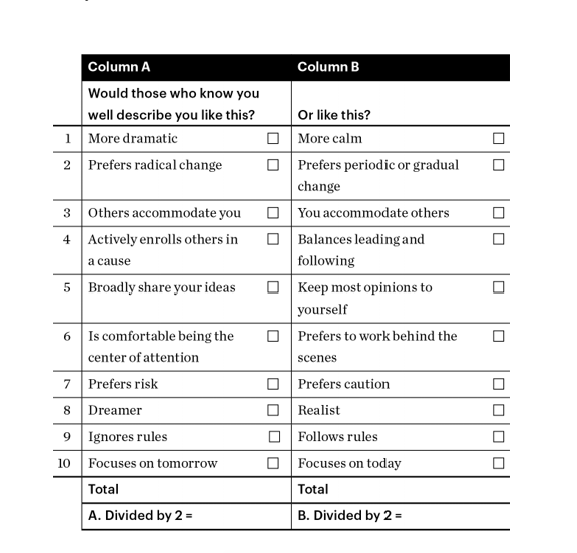 Column A Column B
Would those who know you
well describe you like this? Or like this?
1 More dramatic ☐ More calm ☐
2 Prefers radical change ☐ Prefers periodic or gradual ☐
change
3 Others accommodate you ☐ You accommodate others ☐
4 Actively enrolls others in ☐ Balances leading and ☐
a cause following
5 Broadly share your ideas ☐ Keep most opinions to ☐
yourself
6 Is comfortable being the ☐ Prefers to work behind the ☐
center of attention scenes
7 Prefers risk ☐ Prefers caution ☐
8 Dreamer ☐ Realist ☐
9 Ignores rules ☐ Follows rules ☐
10 Focuses on tomorrow ☐ Focuses on today ☐
Total Total
A. Divided by 2 = B. Divided by 2 =